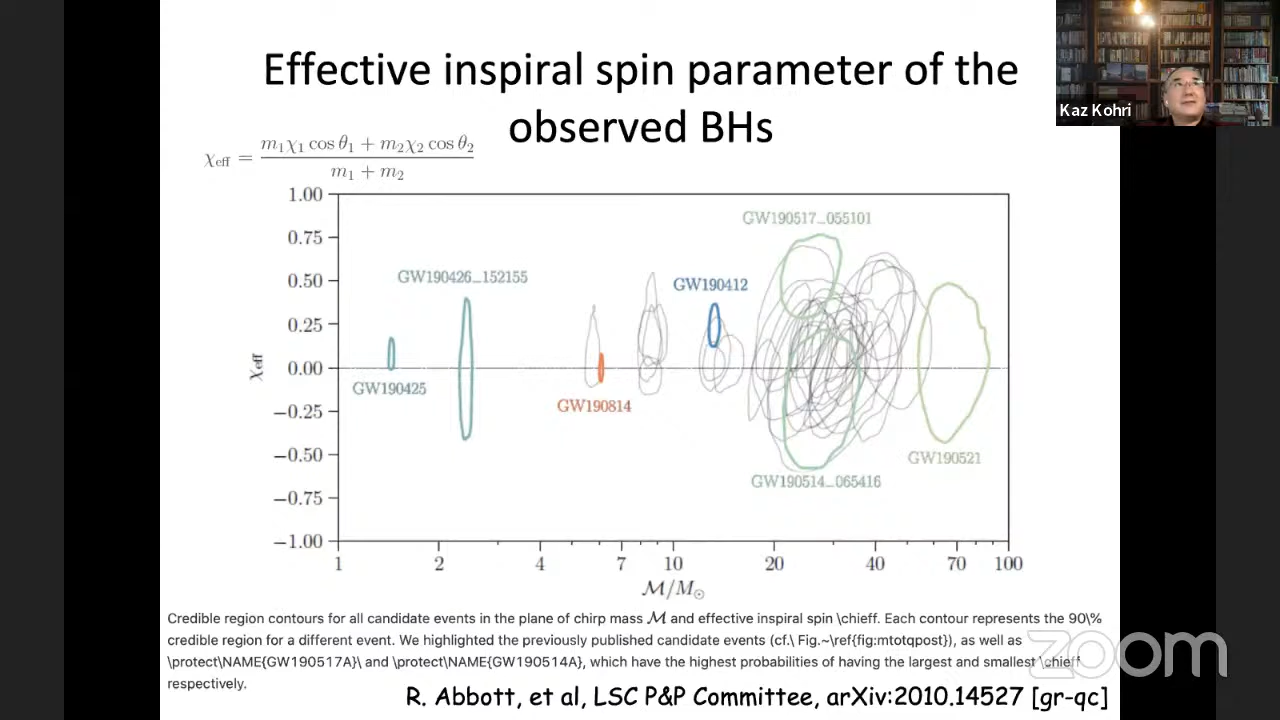 Effective inspiral spin parameter of the
observed BHs
Kaz Kohri
χeff = m1χ1 cos θ1 + m2χ2 cos θ2
m1 + m2
1.00
0.75
0.50
0.25
0.00
−0.25
−0.50
−0.75
−1.00
χeff
GW190517_055101
GW190426_152155
GW190412
GW190425
GW190814
GW190521
GW190514_065416
1 2 4 7 10 20 40 70 100
M/M⊙
Credible region contours for all candidate events in the plane of chirp mass M and effective inspiral spin \chieff. Each contour represents the 90\%
credible region for a different event. We highlighted the previously published candidate events (cf.\ Fig.~\ref{fig:mtotqpost}), as well as
\protect\NAME{GW190517A}\ and \protect\NAME{GW190514A}, which have the highest probabilities of having the largest and smallest \chieff
respectively.
R. Abbott, et al, LSC P&P Committee, arXiv:2010.14527 [gr-qc]
zoom